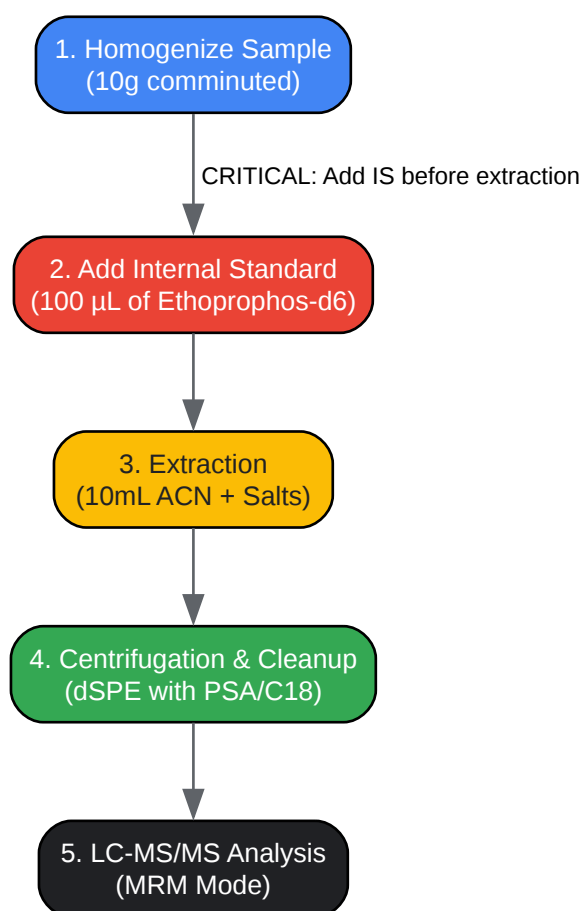 1. Homogenize Sample
(10g comminuted)
CRITICAL: Add IS before extraction
2. Add Internal Standard
(100 µL of Ethoprophos-d6)
3. Extraction
(10mL ACN + Salts)
4. Centrifugation & Cleanup
(dSPE with PSA/C18)
5. LC-MS/MS Analysis
(MRM Mode)